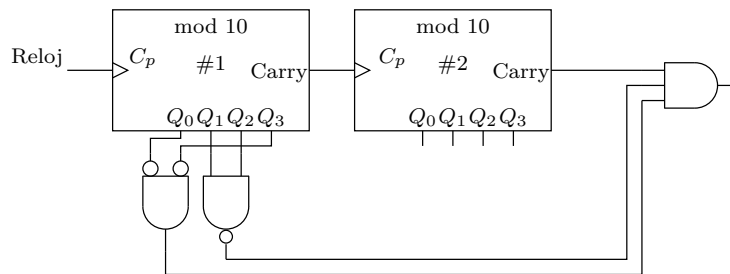 mod 10
mod 10
Reloj
C_p
#1
Carry
C_p
#2
Carry
Q_0 Q_1 Q_2 Q_3
Q_0 Q_1 Q_2 Q_3